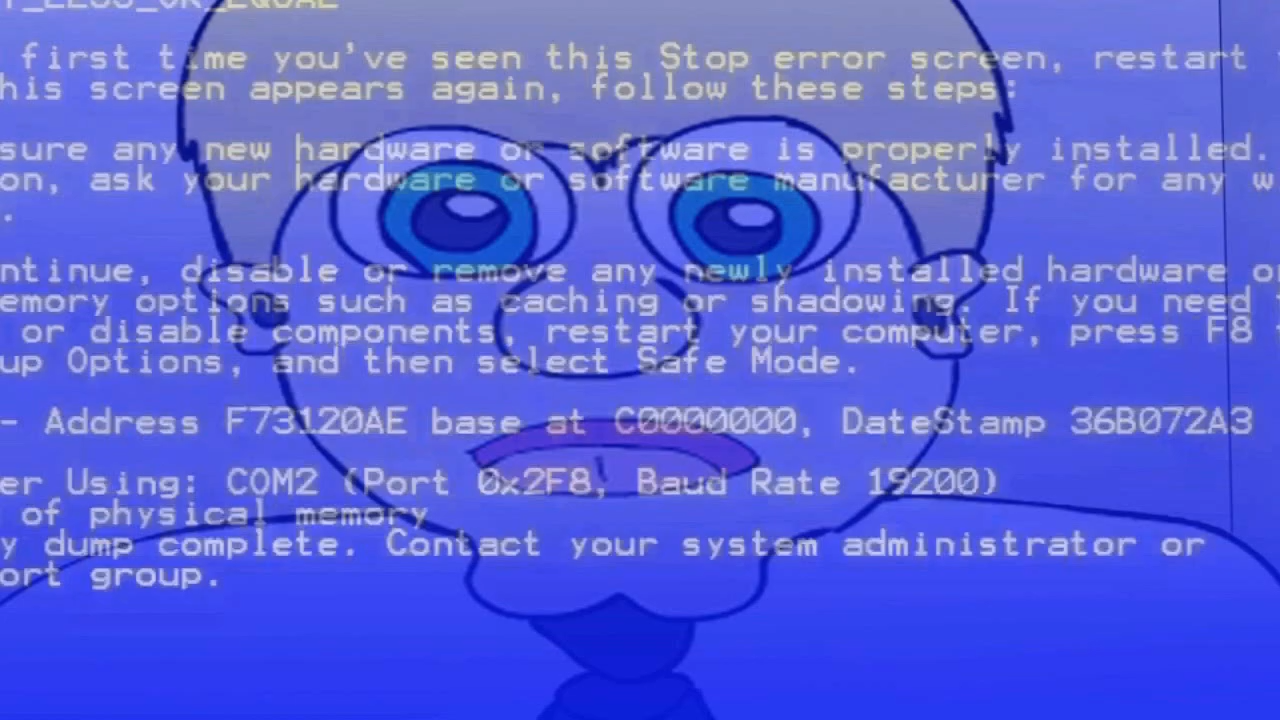 first time you've seen this Stop error screen, restart
his screen appears again, follow these steps:
sure any new hardware or software is properly installed.
on, ask your hardware or software manufacturer for any w
.
ntinue, disable or remove any newly installed hardware o
emory options such as caching or shadowing. If you need
or disable components, restart your computer, press F8
up Options, and then select Safe Mode.
- Address F73120AE base at C0000000, DateStamp 36B072A3
er Using: COM2 (Port 0x2F8, Baud Rate 19200)
of physical memory
y dump complete. Contact your system administrator or
ort group.